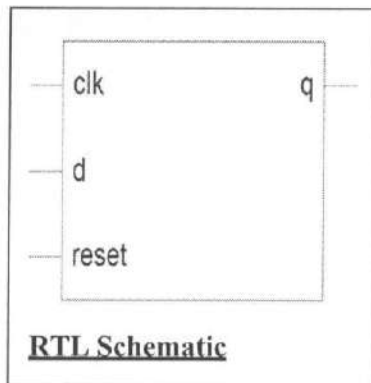 clk q
d
reset
RTL Schematic